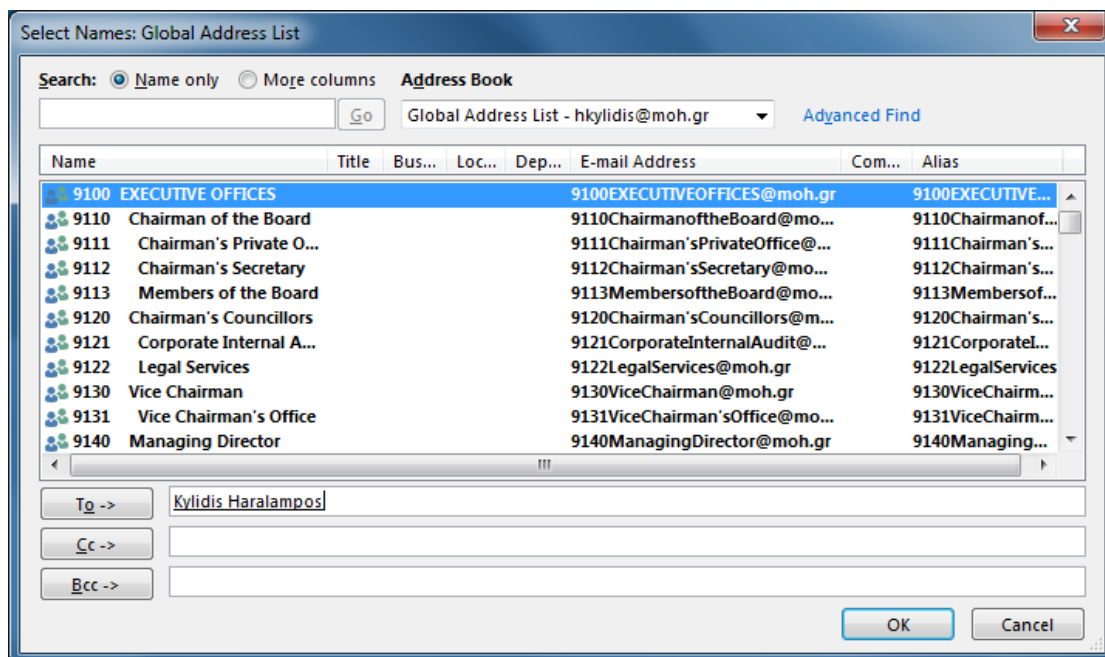 Select Names: Global Address List
Search: Name only More columns Address Book
Go Global Address List - hkylidis@moh.gr Advanced Find
Name Title Bus... Loc... Dep... E-mail Address Com... Alias
9100 EXECUTIVE OFFICES 9100EXECUTIVEOFFICES@moh.gr 9100EXECUTIVE...
9110 Chairman of the Board 9110ChairmanoftheBoard@mo... 9110Chairmanof...
9111 Chairman's Private O... 9111Chairman'sPrivateOffice@... 9111Chairman's...
9112 Chairman's Secretary 9112Chairman'sSecretary@mo... 9112Chairman's...
9113 Members of the Board 9113MembersoftheBoard@mo... 9113Membersof...
9120 Chairman's Councillors 9120Chairman'sCouncillors@m... 9120Chairman's...
9121 Corporate Internal A... 9121CorporateInternalAudit@... 9121CorporateI...
9122 Legal Services 9122LegalServices@moh.gr 9122LegalServices
9130 Vice Chairman 9130ViceChairman@moh.gr 9130ViceChairm...
9131 Vice Chairman's Office 9131ViceChairman'sOffice@mo... 9131ViceChairm...
9140 Managing Director 9140ManagingDirector@moh.gr 9140Managing...
To -> Kylidis Haralampos
Cc ->
Bcc ->
OK Cancel